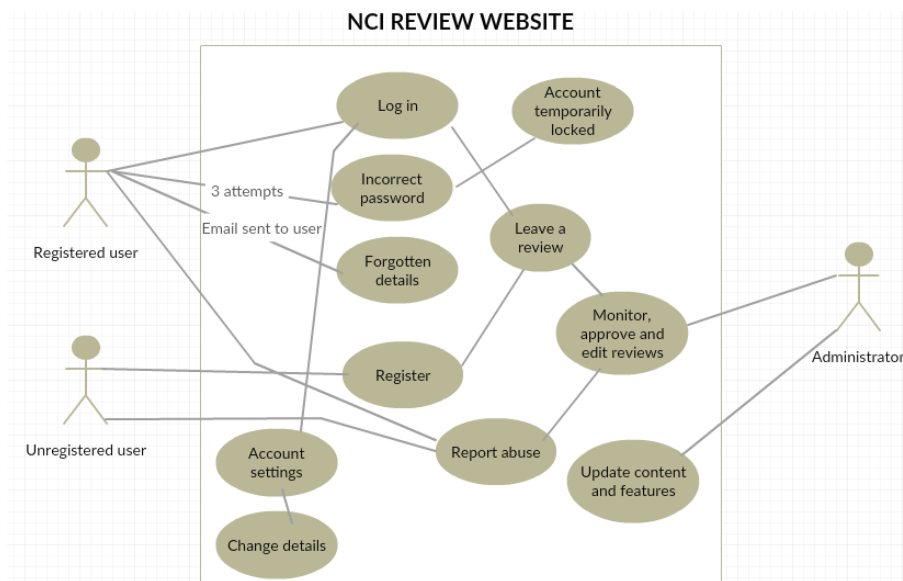 NCI REVIEW WEBSITE
Log in
Account
temporarily
locked
3 attempts
Incorrect
password
Email sent to user
Registered user
Leave a
review
Forgotten
details
Monitor,
approve and
edit reviews
Administrator
Register
Unregistered user
Report abuse
Account
settings
Update content
and features
Change details